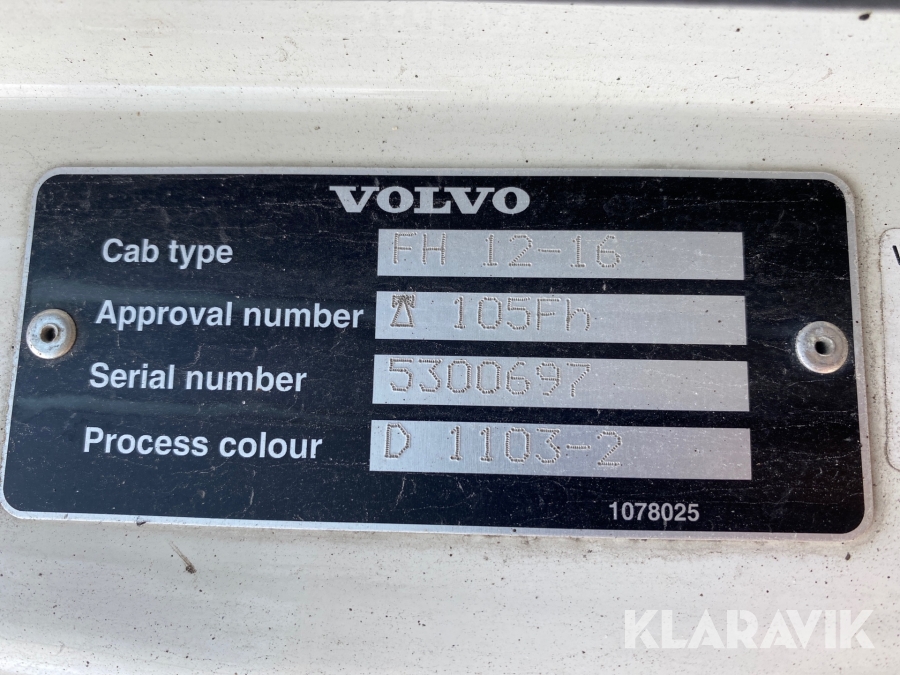 VOLVO
Cab type FH 12-16
Approval number 105Fh
Serial number 5300697
Process colour D 1103-2
1078025
KLARAVIK